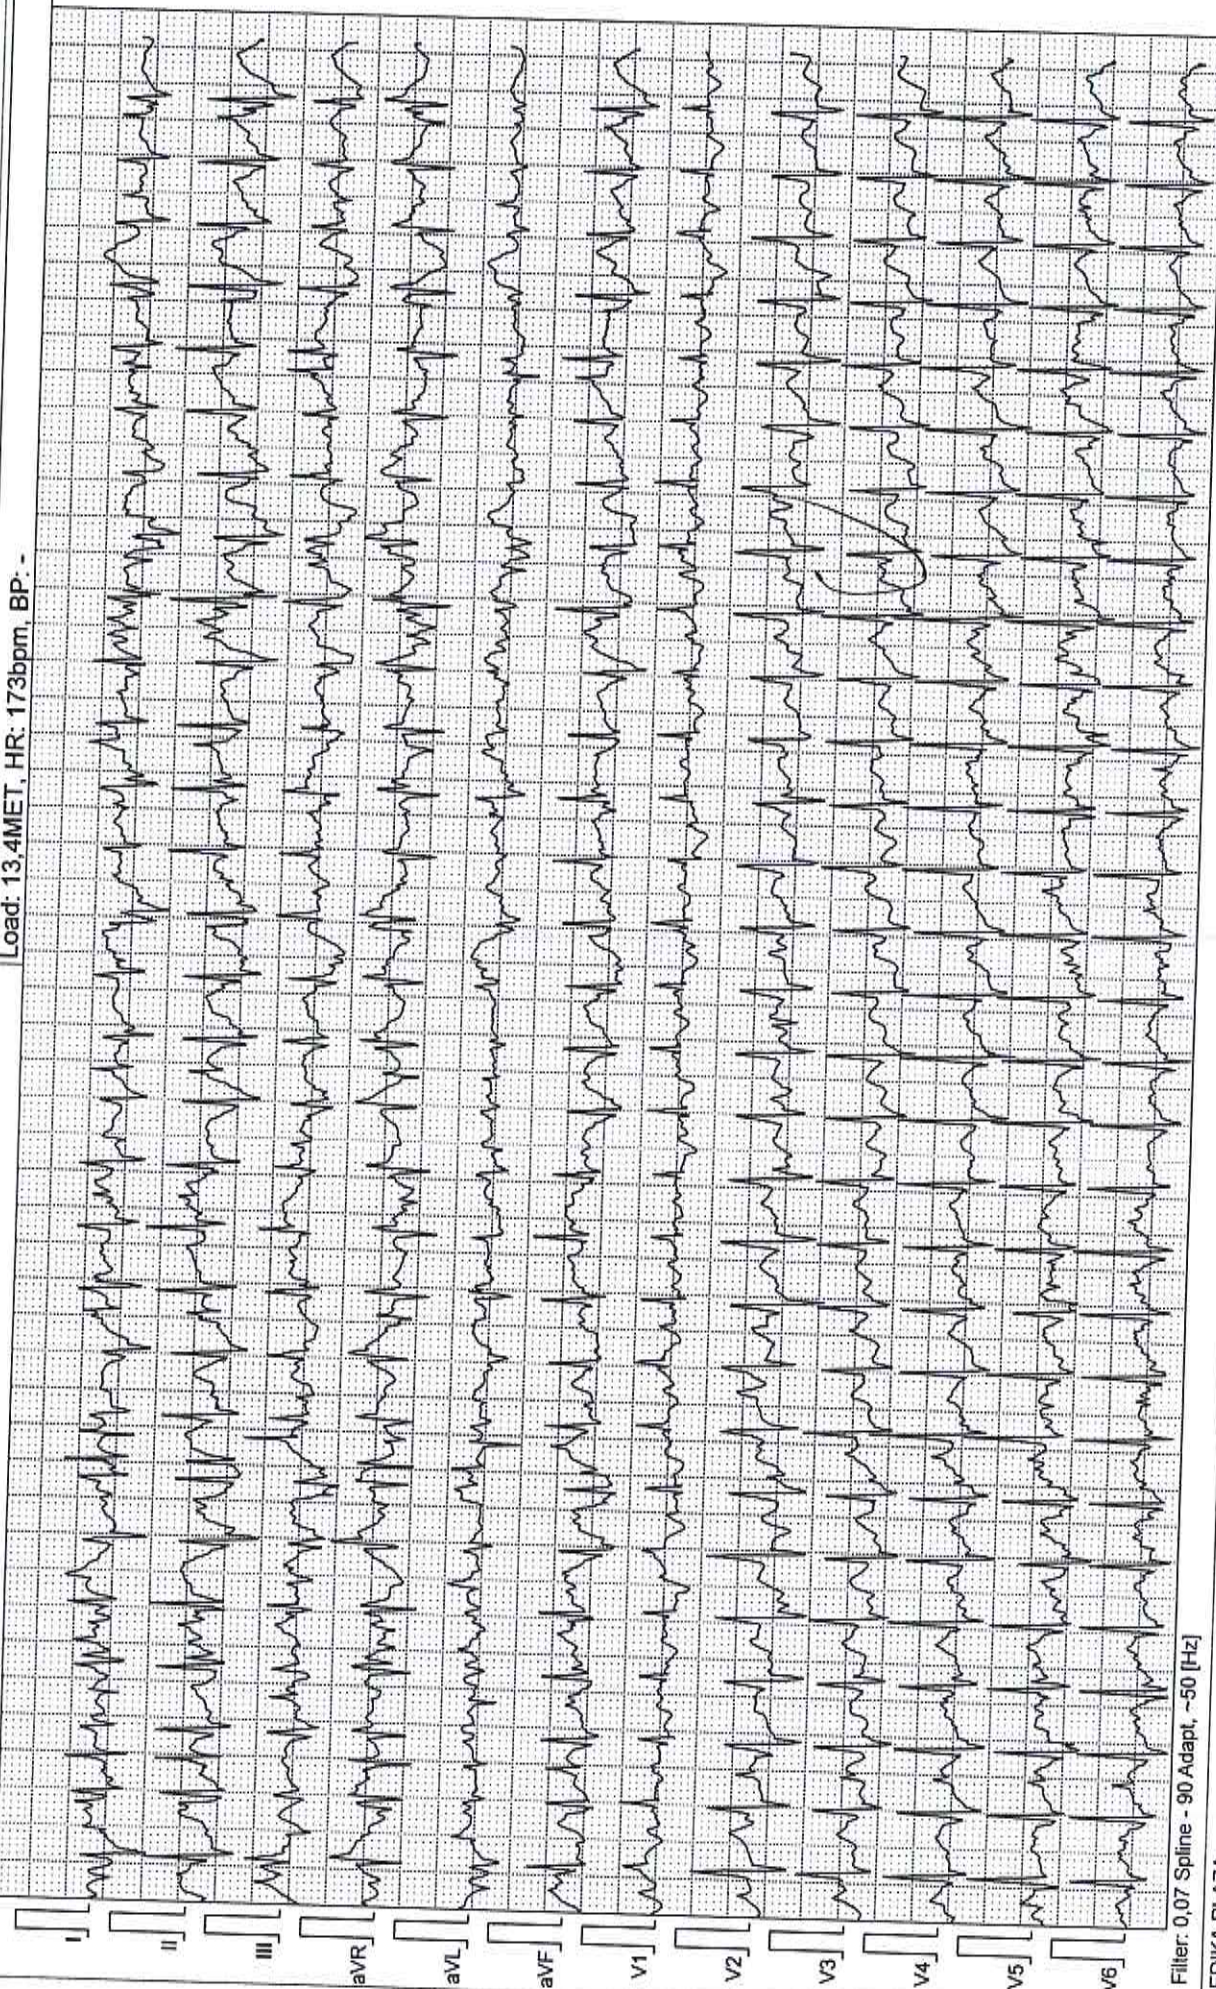 Load: 13,4MET, HR: 173bpm, BP: -
I
II
III
aVR
aVL
aVF
V1
V2
V3
V4
V5
V6
Filter: 0,07 Spline - 90 Adapt, ~50 [Hz]